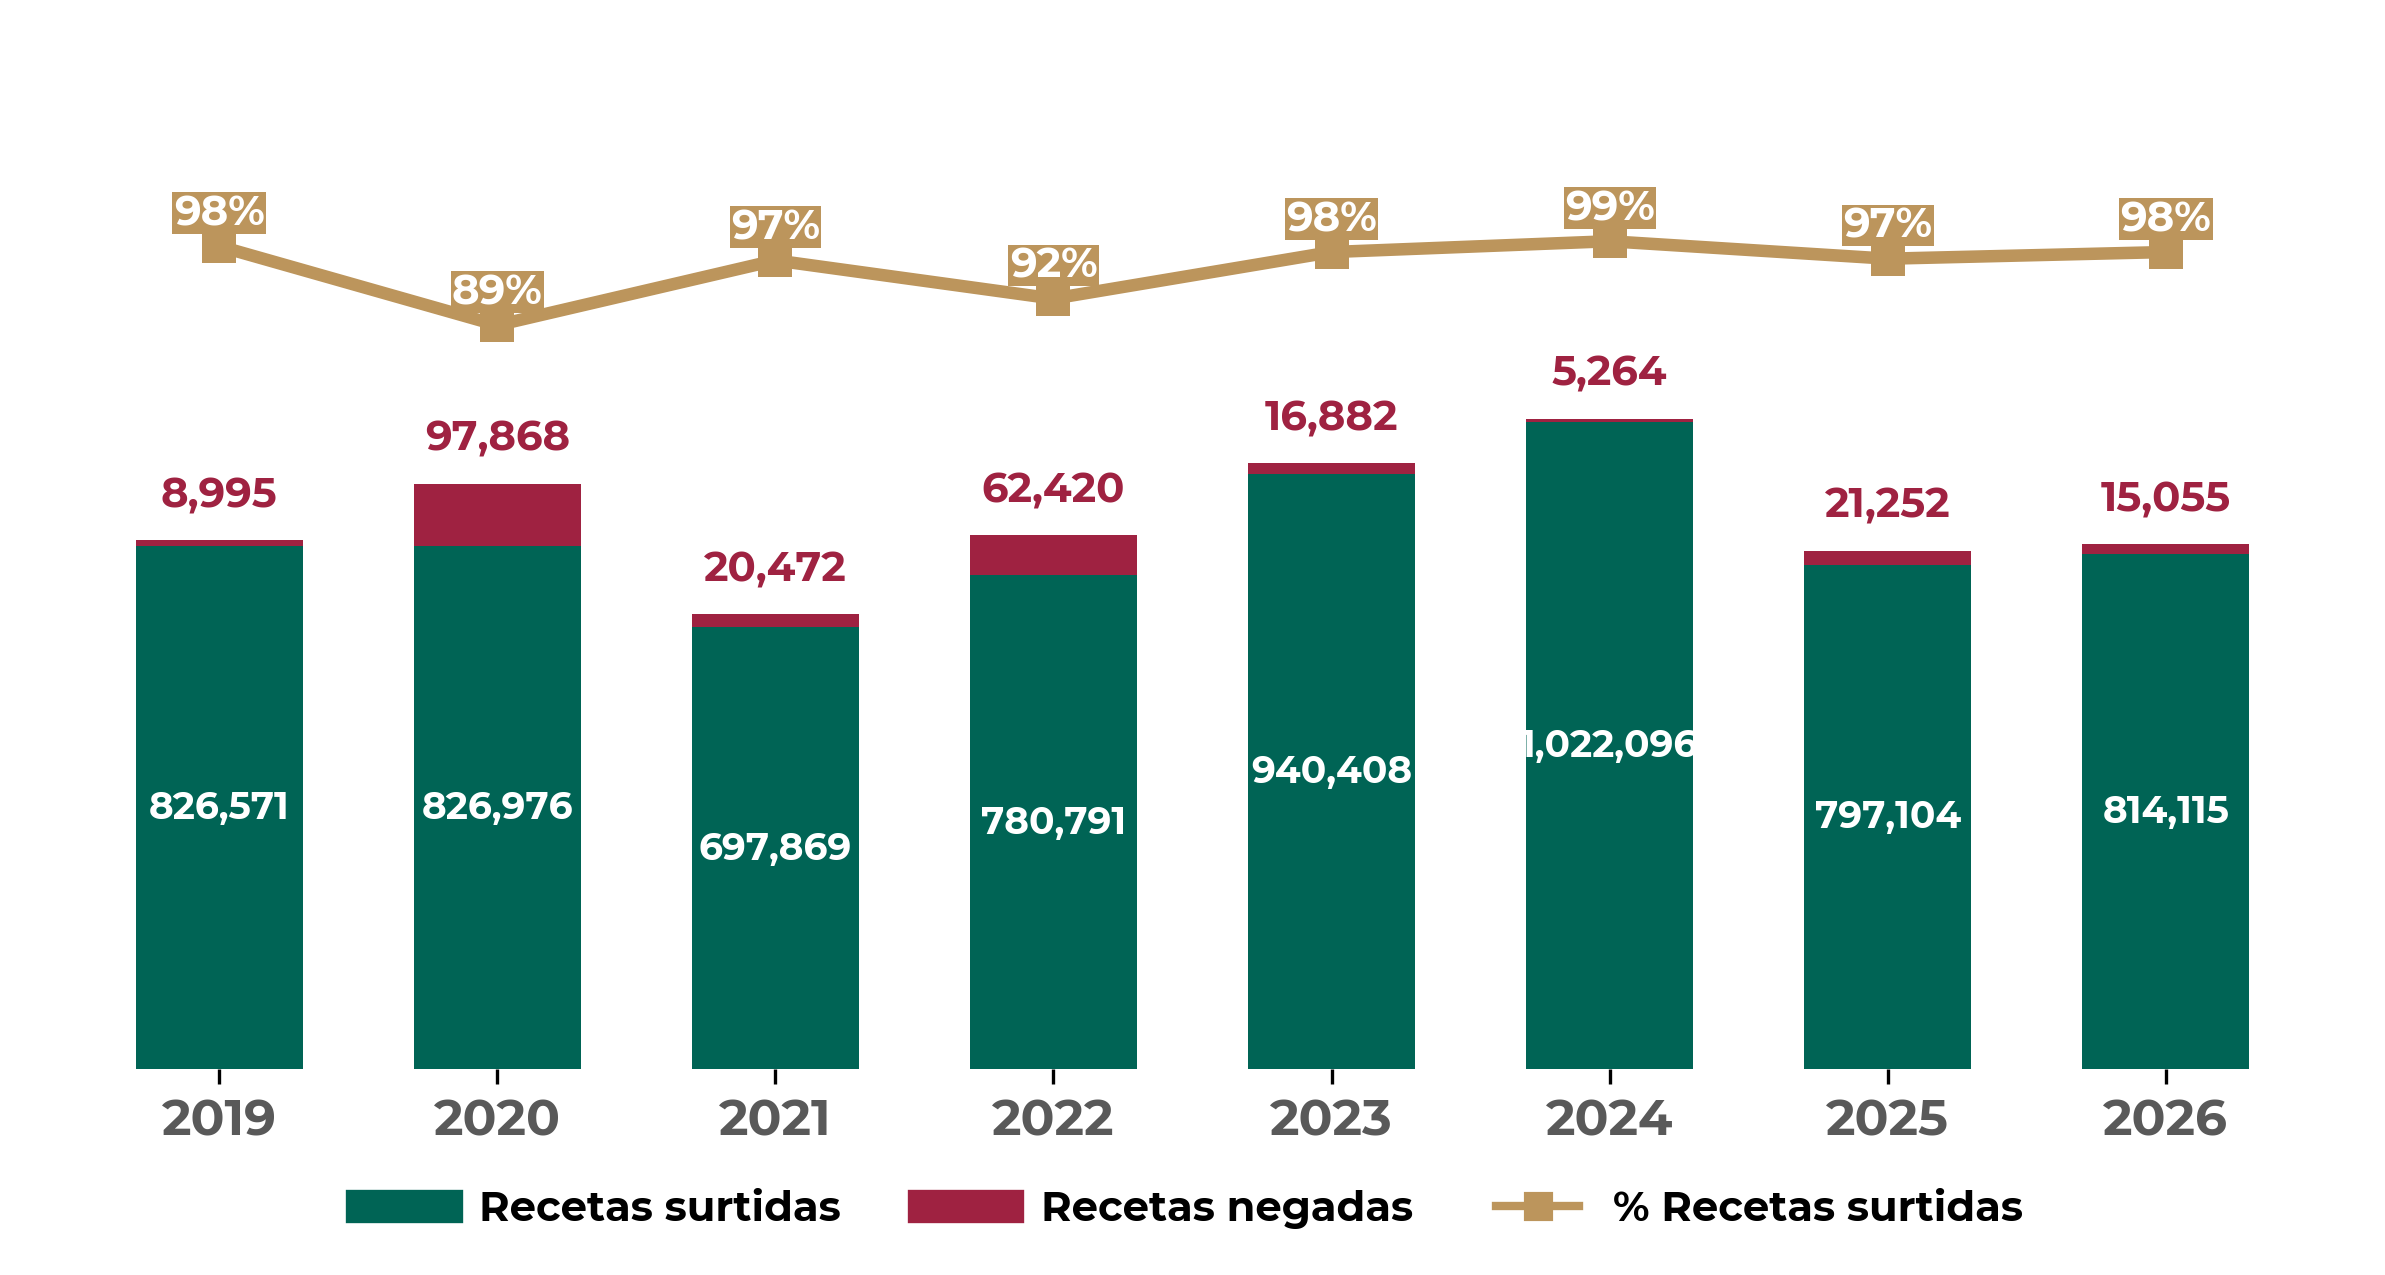 98% 89% 97% 92% 98% 99% 97% 98%
8,995 97,868 20,472 62,420 16,882 5,264 21,252 15,055
826,571 826,976 697,869 780,791 940,408 1,022,096 797,104 814,115
2019 2020 2021 2022 2023 2024 2025 2026
Recetas surtidas Recetas negadas % Recetas surtidas